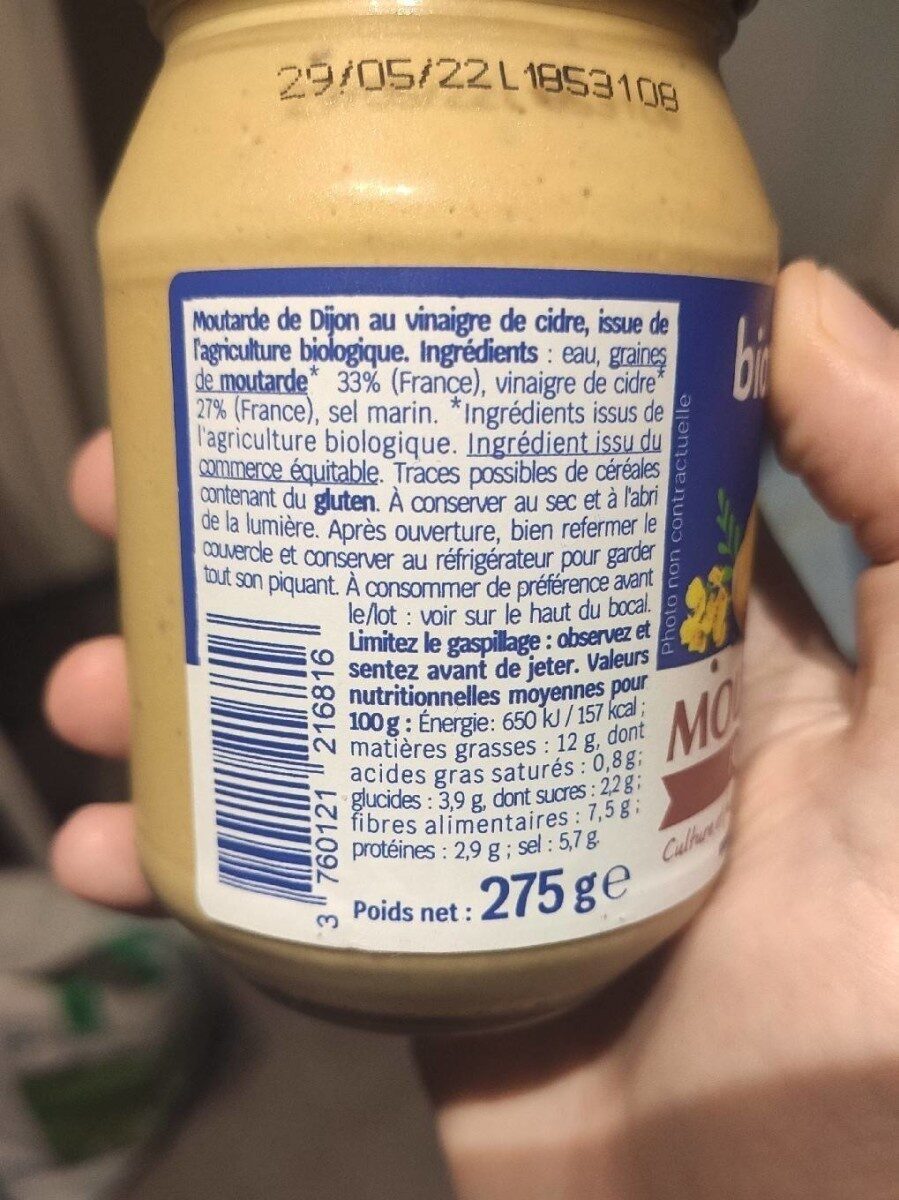 29/05/22 L1853108
Moutarde de Dijon au vinaigre de cidre, issue de
l'agriculture biologique. Ingrédients : eau, graines
de moutarde* 33% (France), vinaigre de cidre*
27% (France), sel marin. *Ingrédients issus de
l'agriculture biologique. Ingrédient issu du
commerce équitable. Traces possibles de céréales
contenant du gluten. À conserver au sec et à l'abri
de la lumière. Après ouverture, bien refermer le
couvercle et conserver au réfrigérateur pour garder
tout son piquant. À consommer de préférence avant
le/lot : voir sur le haut du bocal.
Limitez le gaspillage : observez et
sentez avant de jeter. Valeurs
nutritionnelles moyennes pour
100 g : Énergie: 650 kJ / 157 kcal ;
matières grasses : 12 g, dont
acides gras saturés : 0,8 g;
glucides : 3,9 g, dont sucres : 2,2 g ;
fibres alimentaires : 7,5 g ;
protéines : 2,9 g ; sel : 5,7 g.
Poids net : 275 g e
3 760121 216816
Photo non contractuelle